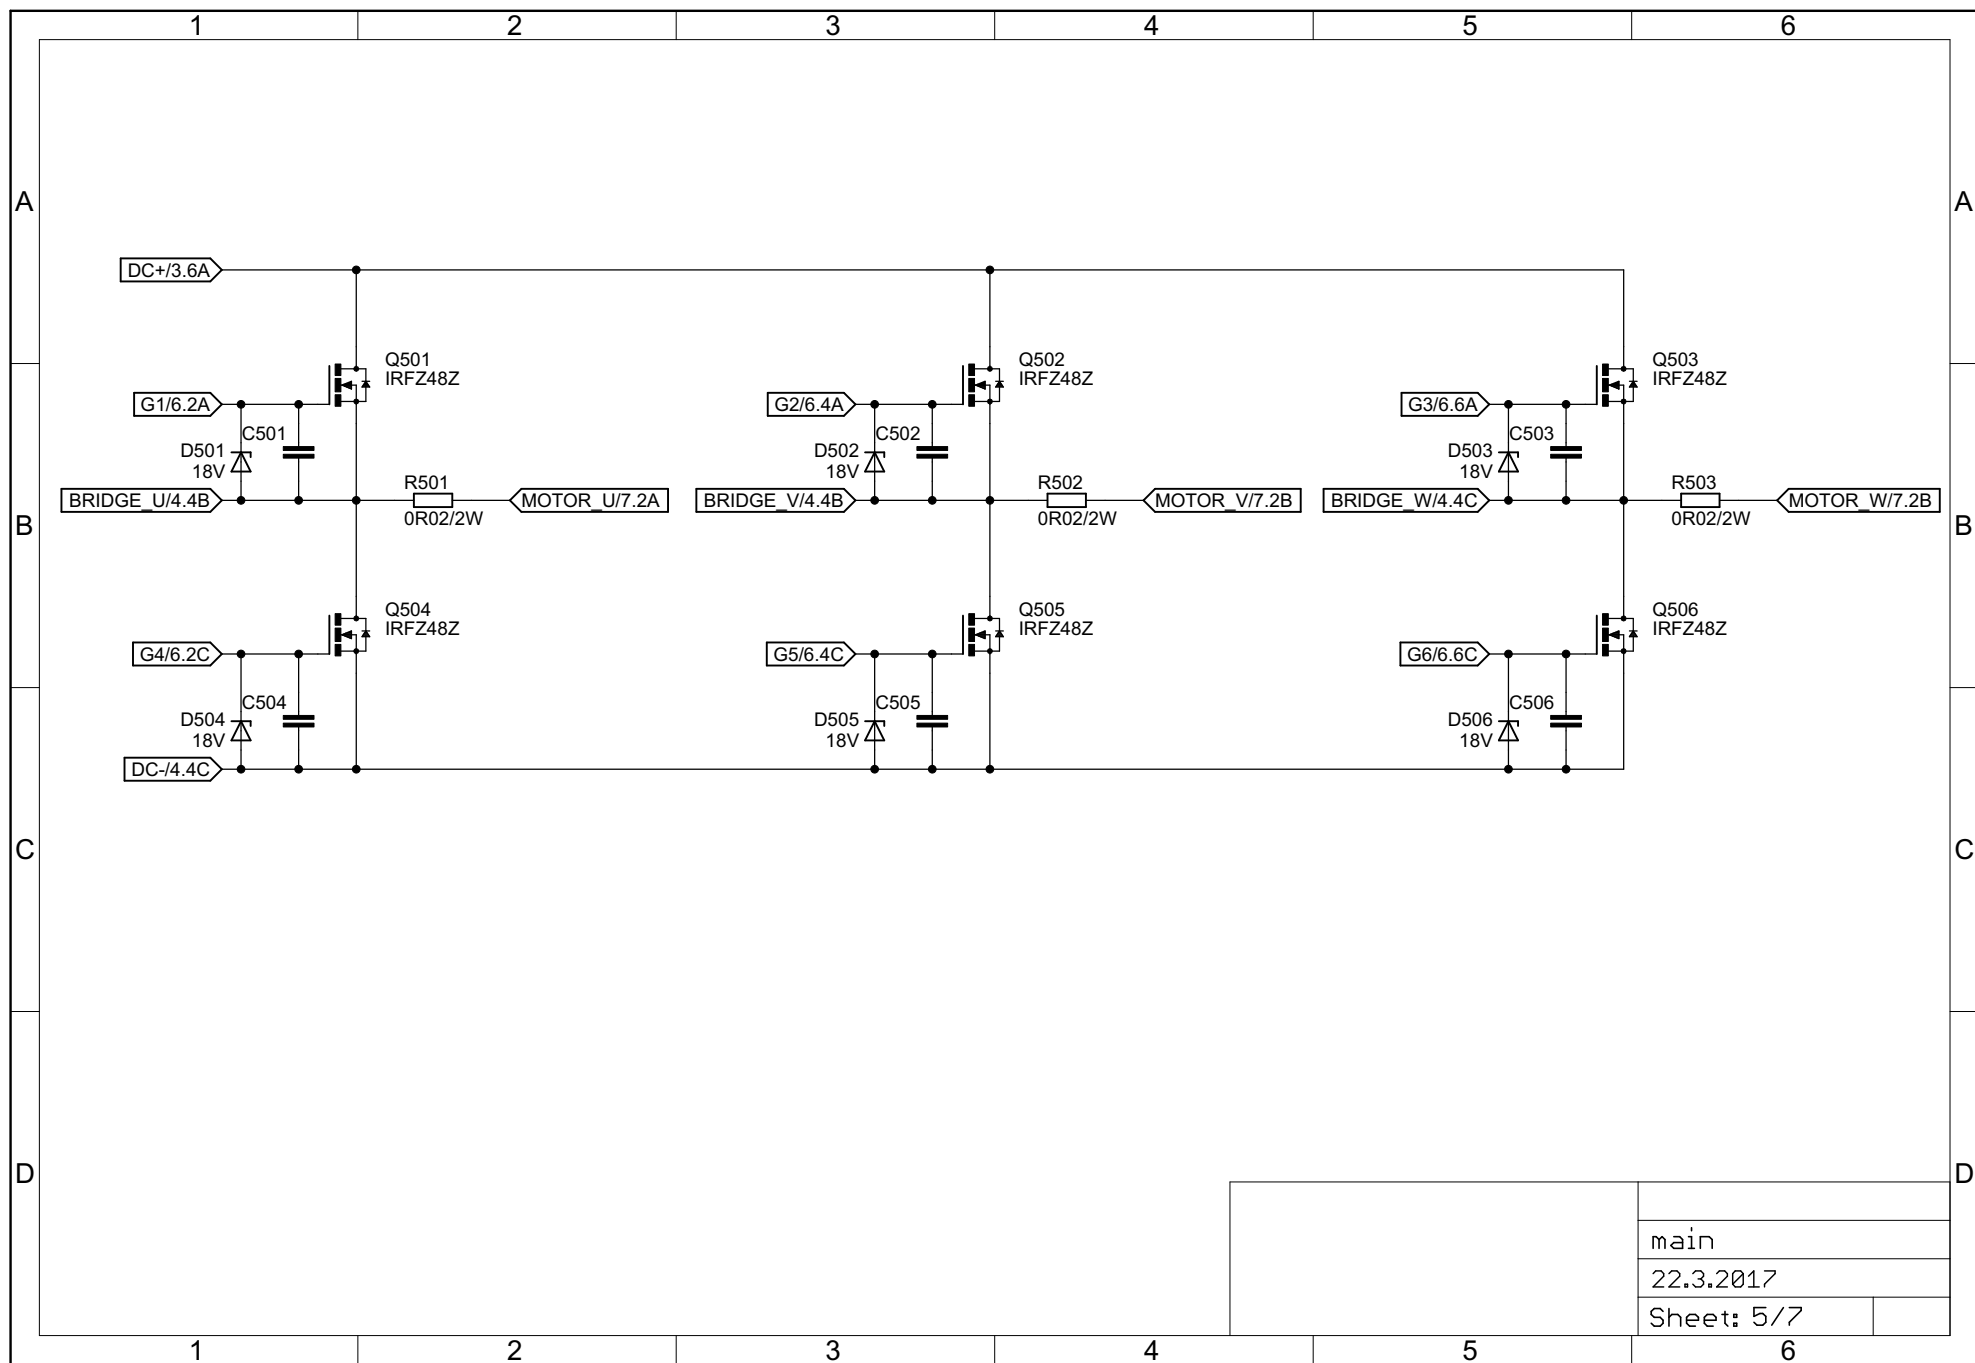 1 2 3 4 5 6
A A
DC+/3.6A
Q501
IRFZ48Z
Q502
IRFZ48Z
Q503
IRFZ48Z
G1/6.2A
G2/6.4A
G3/6.6A
C501
D501
18V
C502
D502
18V
C503
D503
18V
BRIDGE_U/4.4B
R501
0R02/2W
MOTOR_U/7.2A
BRIDGE_V/4.4B
R502
0R02/2W
MOTOR_V/7.2B
BRIDGE_W/4.4C
R503
0R02/2W
MOTOR_W/7.2B
B B
Q504
IRFZ48Z
Q505
IRFZ48Z
Q506
IRFZ48Z
G4/6.2C
G5/6.4C
G6/6.6C
C504
D504
18V
C505
D505
18V
C506
D506
18V
DC-/4.4C
C C
D D
main
22.3.2017
Sheet: 5/7
1 2 3 4 5 6